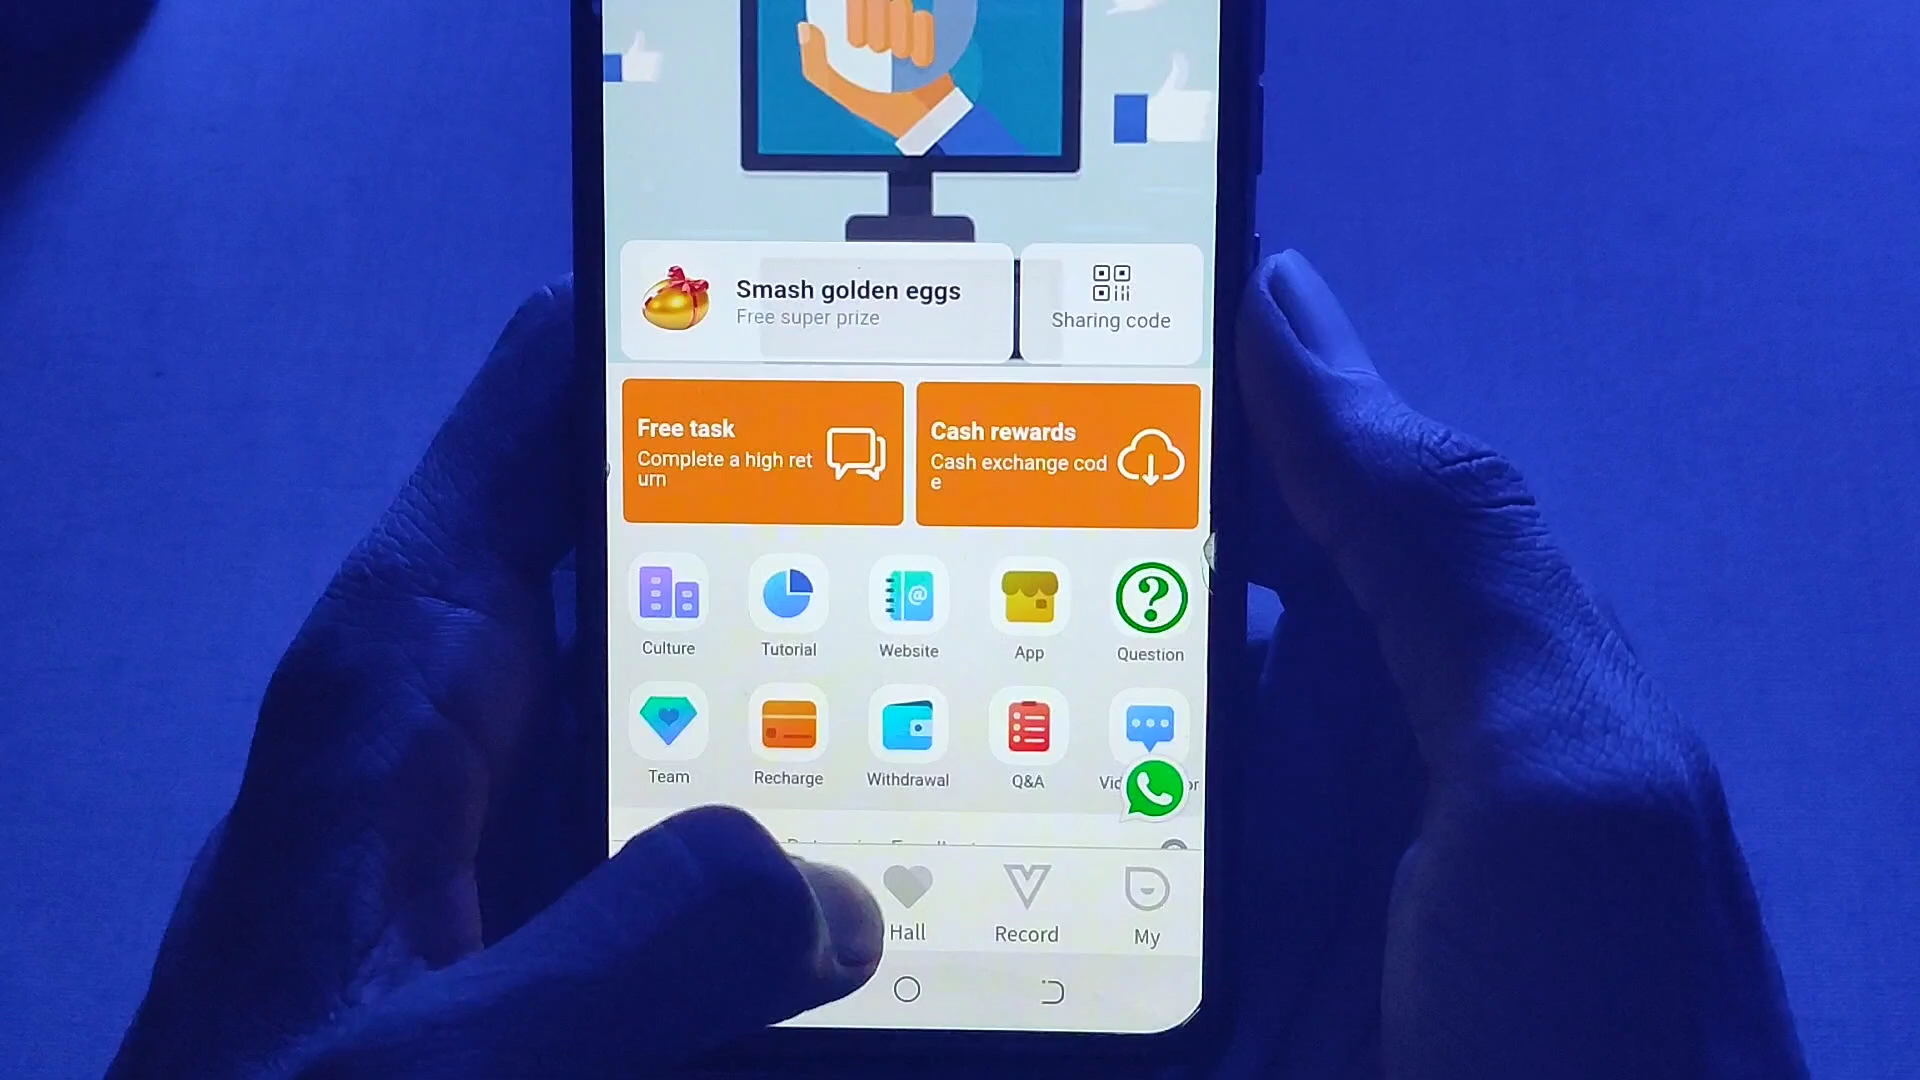 Smash golden eggs
Free super prize
Sharing code
Free task
Complete a high ret
urn
Cash rewards
Cash exchange cod
e
Culture
Tutorial
Website
App
Question
Team
Recharge
Withdrawal
Q&A
Hall
Record
My